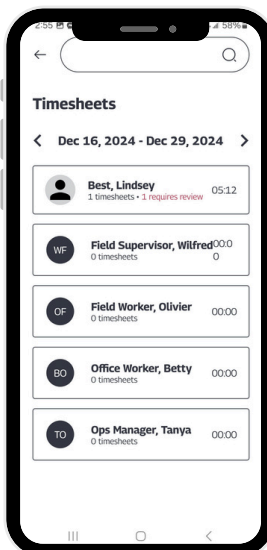 2:55
58%
Timesheets
Dec 16, 2024 - Dec 29, 2024
Best, Lindsey
1 timesheets • 1 requires review
05:12
WF
Field Supervisor, Wilfred
0 timesheets
00:0
0
OF
Field Worker, Olivier
0 timesheets
00:00
BO
Office Worker, Betty
0 timesheets
00:00
TO
Ops Manager, Tanya
0 timesheets
00:00